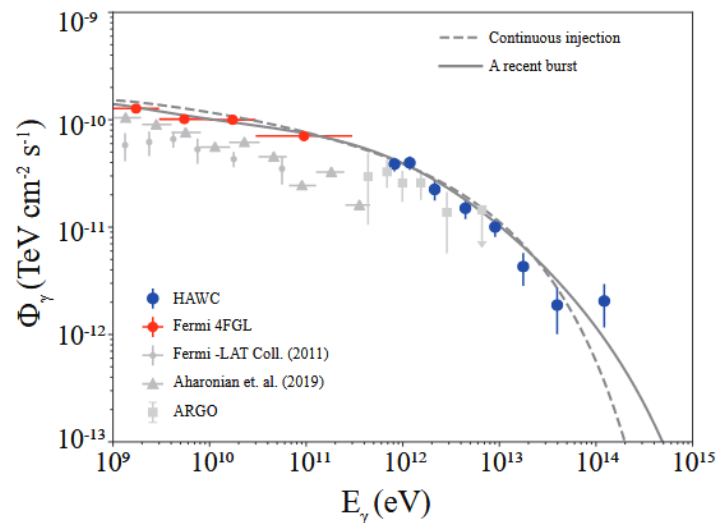 10^-9
10^-10
10^-11
10^-12
10^-13
Φ_γ (TeV cm^-2 s^-1)
Continuous injection
A recent burst
HAWC
Fermi 4FGL
Fermi -LAT Coll. (2011)
Aharonian et. al. (2019)
ARGO
10^9 10^10 10^11 10^12 10^13 10^14 10^15
E_γ (eV)